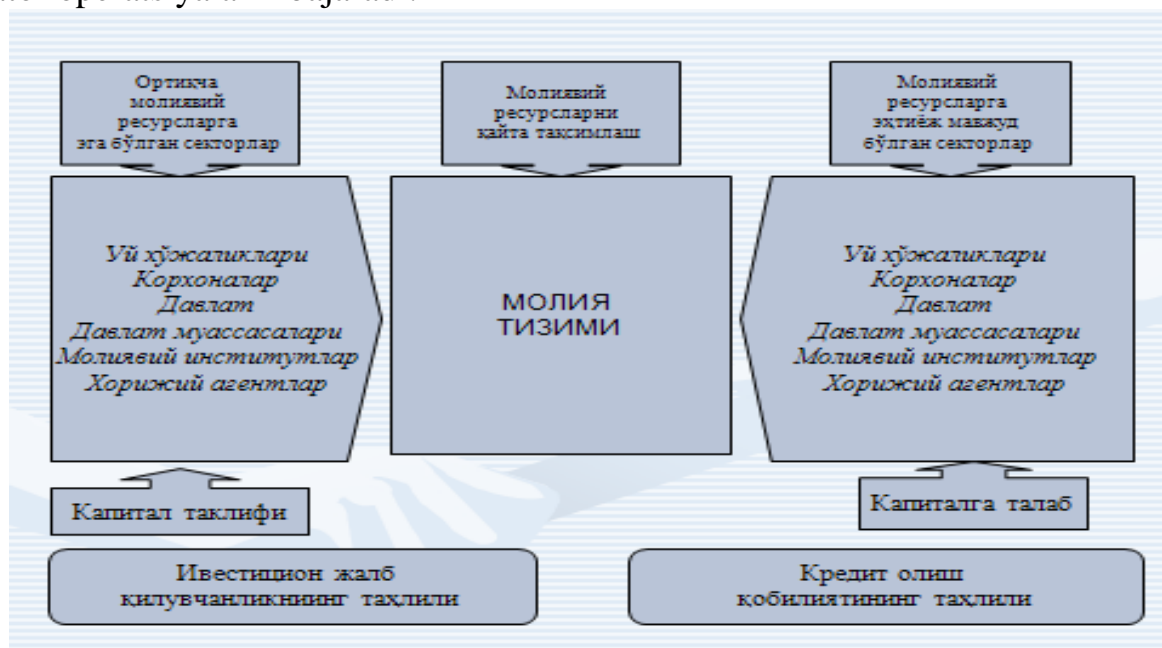 Ортиқча
молиявий
ресурсларга
эга бўлган секторлар
Молиявий
ресурсларни
қайта тақсимлаш
Молиявий
ресурсларга
эҳтиёж мавжуд
бўлган секторлар
Уй хўжаликлари
Корхоналар
Давлат
Давлат муассасалари
Молиявий институтлар
Хорижий агентлар
МОЛИЯ
ТИЗИМИ
Уй хўжаликлари
Корхоналар
Давлат
Давлат муассасалари
Молиявий институтлар
Хорижий агентлар
Капитал таклифи
Капиталга талаб
Ивестицион жалб
қилувчанликниинг таҳлили
Кредит олиш
қобилиятининг таҳлили